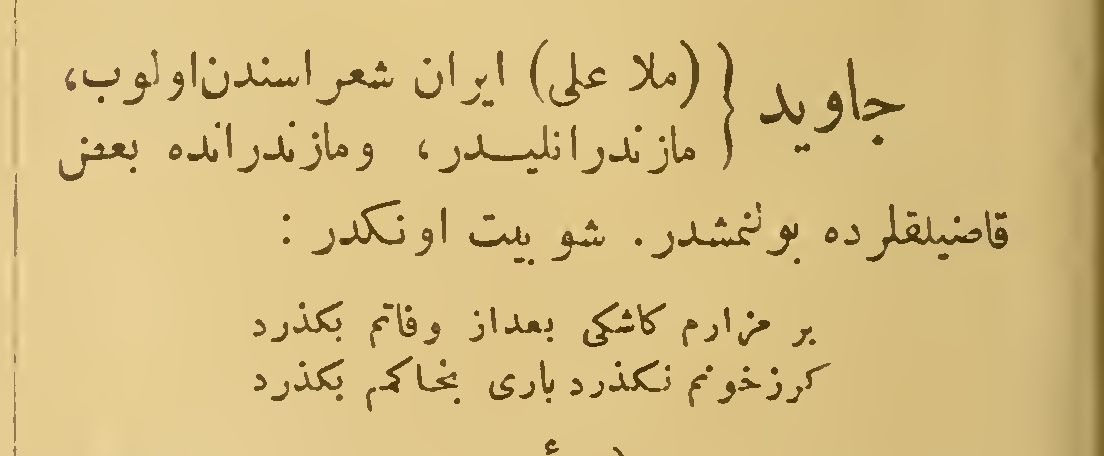 جاوید { (ملا علی) ایران شعراسندن اولوب،
مازندرانلیـدر، ومازندرانده بعض
قاضیلقلرده بولنمشدر. شو بیت اونکدر :
بر مزارم کاشکی بعداز وفاتم بکذرد
کرزخونم نکذرد باری بخاکم بکذرد